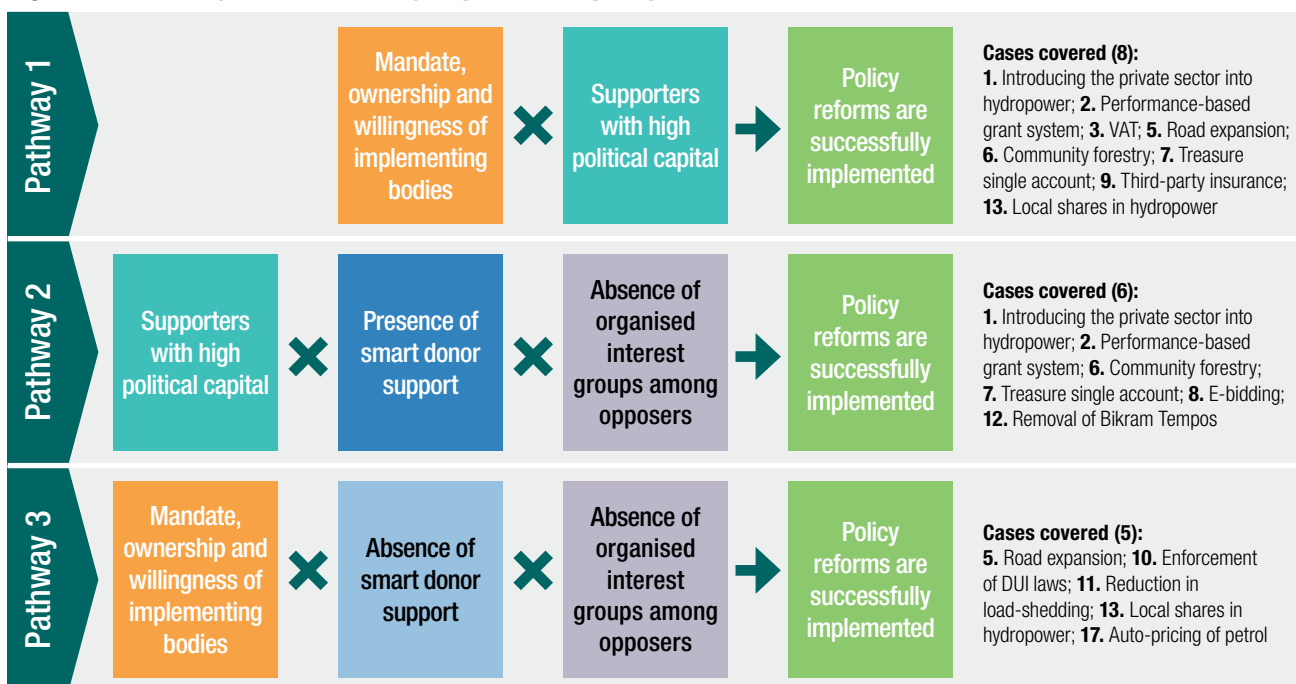 Pathway 1
Mandate,
ownership and
willingness of
implementing
bodies
Supporters
with high
political capital
Policy
reforms are
successfully
implemented
Cases covered (8):
1. Introducing the private sector into
hydropower; 2. Performance-based
grant system; 3. VAT; 5. Road expansion;
6. Community forestry; 7. Treasure
single account; 9. Third-party insurance;
13. Local shares in hydropower
Pathway 2
Supporters
with high
political capital
Presence of
smart donor
support
Absence of
organised
interest
groups among
opposers
Policy
reforms are
successfully
implemented
Cases covered (6):
1. Introducing the private sector into
hydropower; 2. Performance-based
grant system; 6. Community forestry;
7. Treasure single account; 8. E-bidding;
12. Removal of Bikram Tempos
Pathway 3
Mandate,
ownership and
willingness of
implementing
bodies
Absence of
smart donor
support
Absence of
organised
interest
groups among
opposers
Policy
reforms are
successfully
implemented
Cases covered (5):
5. Road expansion; 10. Enforcement
of DUI laws; 11. Reduction in
load-shedding; 13. Local shares in
hydropower; 17. Auto-pricing of petrol